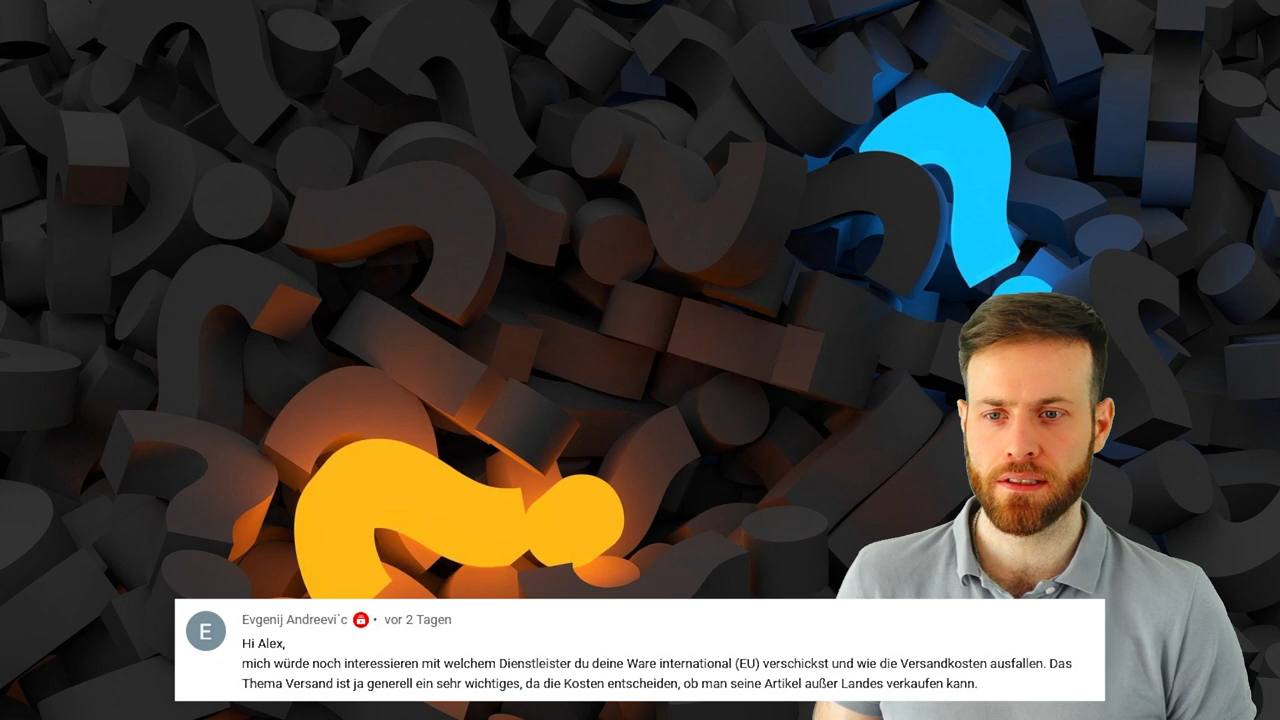 E
Evgenij Andreevi`c • vor 2 Tagen
Hi Alex,
mich würde noch interessieren mit welchem Dienstleister du deine Ware international (EU) verschickst und wie die Versandkosten ausfallen. Das
Thema Versand ist ja generell ein sehr wichtiges, da die Kosten entscheiden, ob man seine Artikel außer Landes verkaufen kann.